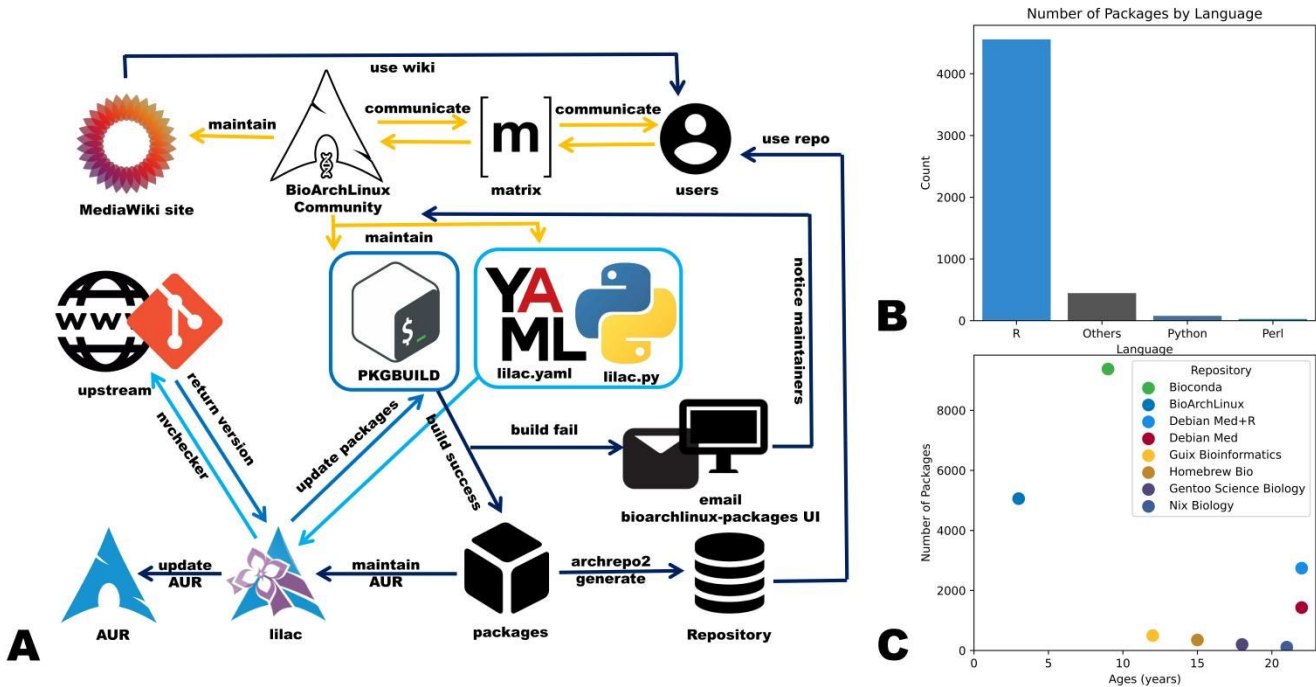 use wiki
maintain
communicate
communicate
use repo
[m]
MediaWiki site
BioArchLinux
Community
matrix
users
maintain
notice maintainers
WWW
$_
YAML
PKGBUILD
lilac.yaml
lilac.py
upstream
return version
nvchecker
update packages
build success
build fail
email
bioarchlinux-packages UI
update
AUR
maintain
AUR
archrepo2
generate
AUR
lilac
packages
Repository
A
Number of Packages by Language
Count
4000
3000
2000
1000
0
R
Others
Python
Perl
Language
B
Number of Packages
8000
6000
4000
2000
0
Repository
Bioconda
BioArchLinux
Debian Med+R
Debian Med
Guix Bioinformatics
Homebrew Bio
Gentoo Science Biology
Nix Biology
0
5
10
15
20
Ages (years)
C